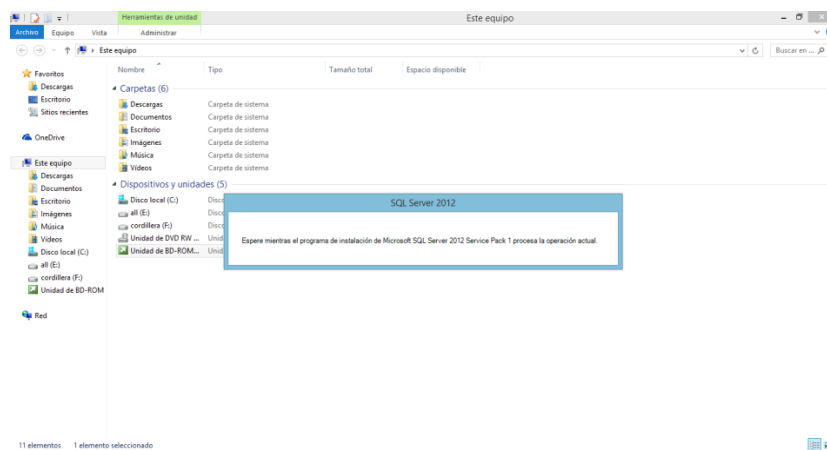 Herramientas de unidad
Este equipo
Archivo Equipo Vista Administrar
Este equipo
Buscar en ...
Nombre Tipo Tamaño total Espacio disponible
Favoritos
Descargas
Escritorio
Sitios recientes
OneDrive
Este equipo
Descargas
Documentos
Escritorio
Imágenes
Música
Vídeos
Disco local (C:)
all (E:)
cordillera (F:)
Unidad de BD-ROM
Red
Carpetas (6)
Descargas Carpeta de sistema
Documentos Carpeta de sistema
Escritorio Carpeta de sistema
Imágenes Carpeta de sistema
Música Carpeta de sistema
Vídeos Carpeta de sistema
Dispositivos y unidades (5)
Disco local (C:) Disco
all (E:) Disc
cordillera (F:) Disc
Unidad de DVD RW ... Unid
Unidad de BD-ROM... Unid
SQL Server 2012
Espere mientras el programa de instalación de Microsoft SQL Server 2012 Service Pack 1 procesa la operación actual.
11 elementos 1 elemento seleccionado